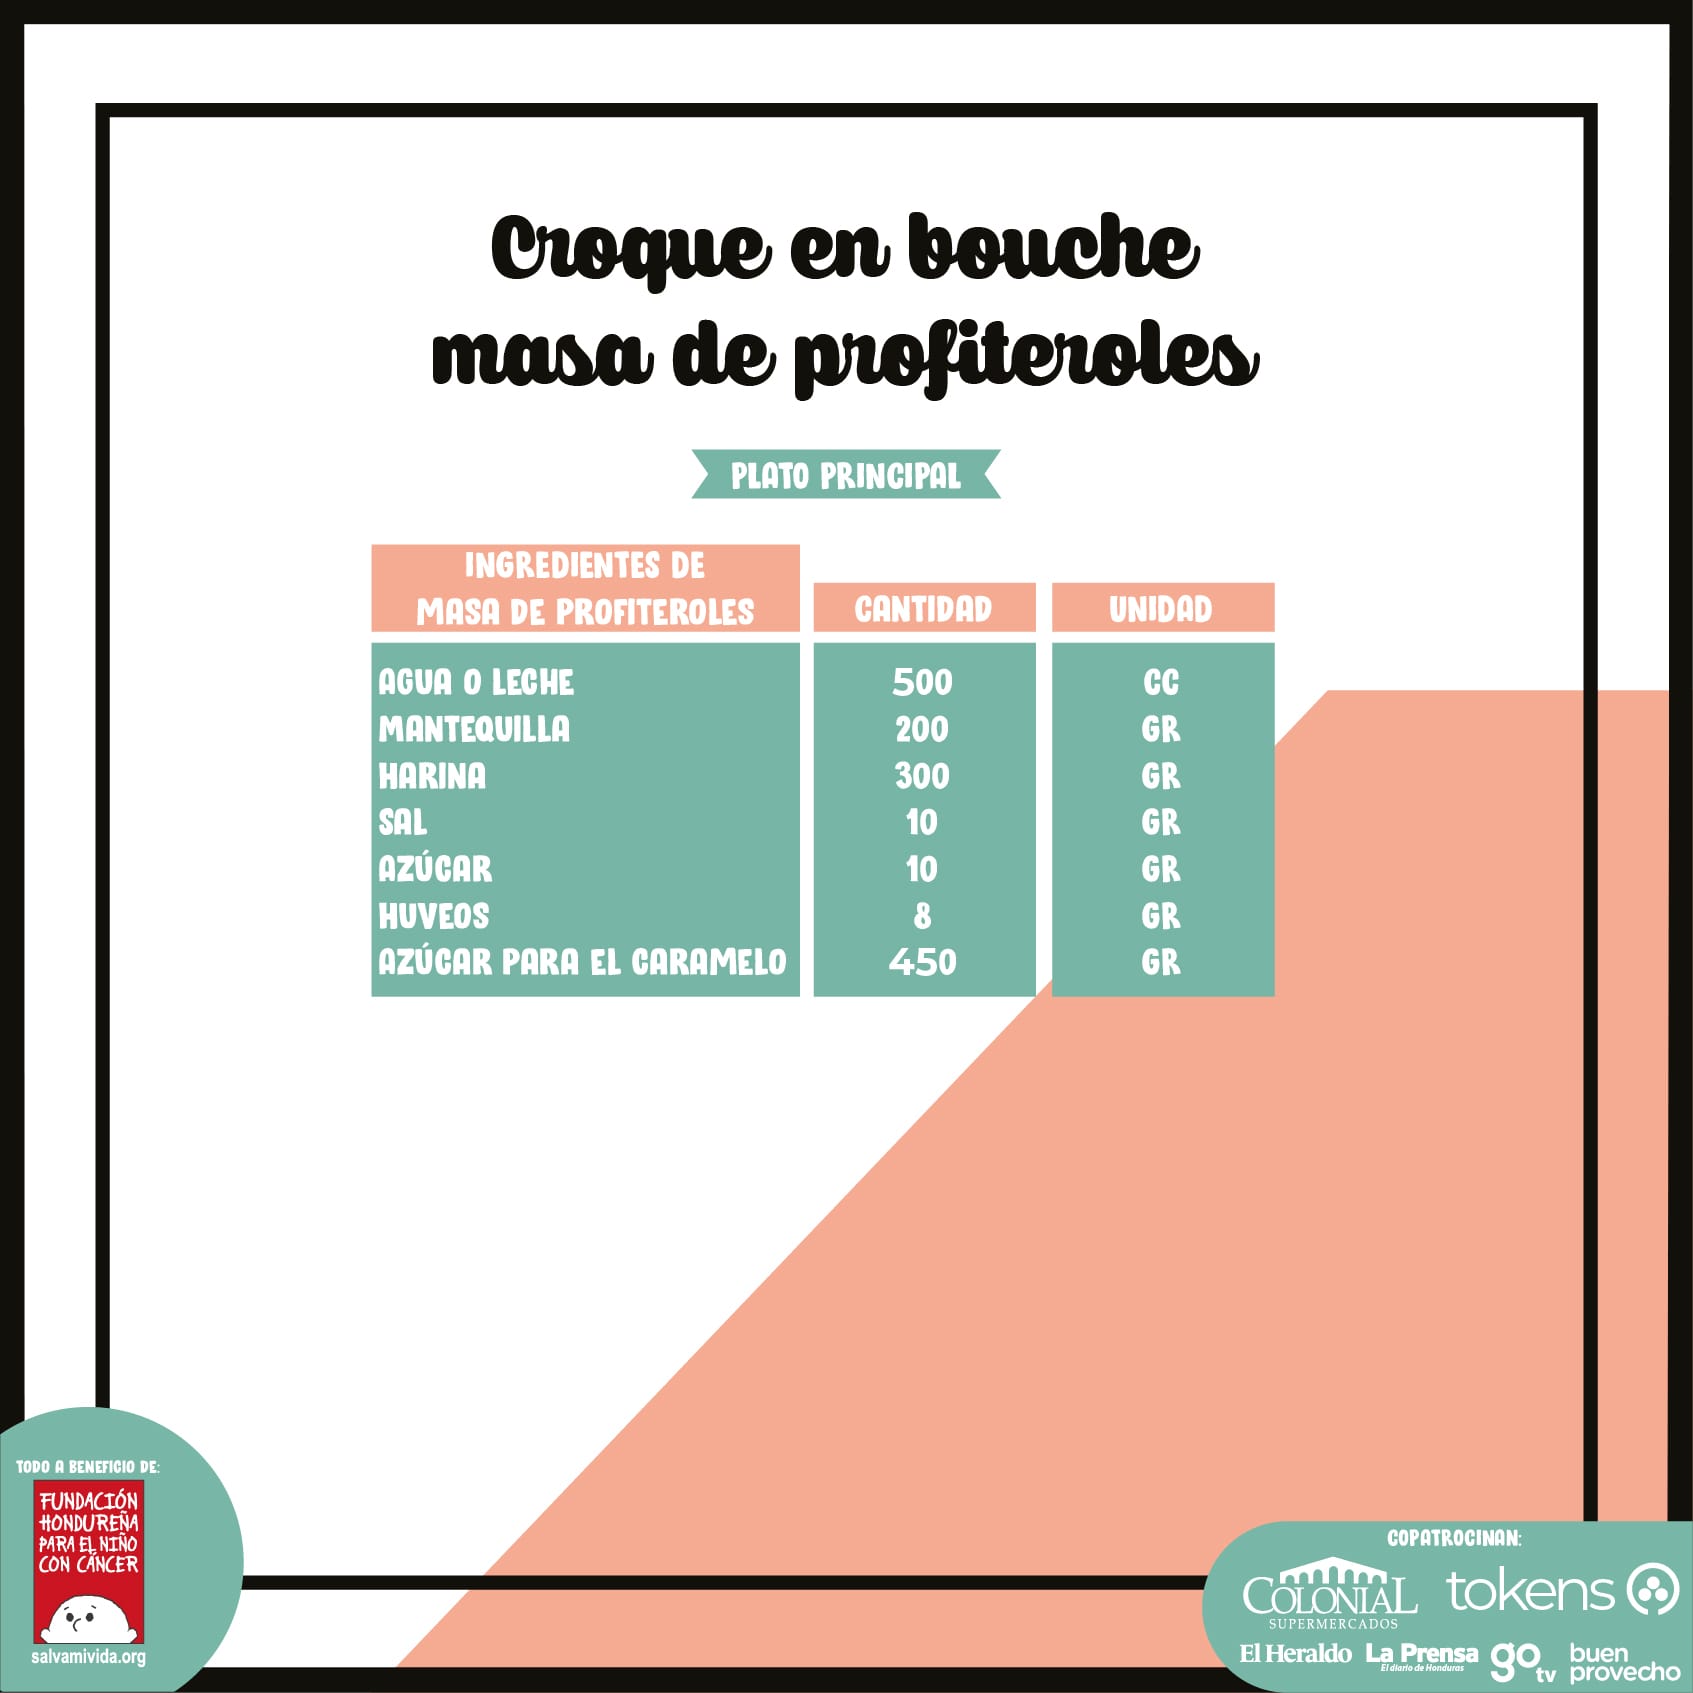 Croque en bouche
masa de profiteroles
PLATO PRINCIPAL
INGREDIENTES DE
MASA DE PROFITEROLES
CANTIDAD
UNIDAD
AGUA O LECHE 500 CC
MANTEQUILLA 200 GR
HARINA 300 GR
SAL 10 GR
AZÚCAR 10 GR
HUVEOS 8 GR
AZÚCAR PARA EL CARAMELO 450 GR
TODO A BENEFICIO DE:
FUNDACIÓN
HONDUREÑA
PARA EL NIÑO
CON CÁNCER
salvamivida.org
COPATROCINAN:
COLONIAL
SUPERMERCADOS
tokens
El Heraldo
La Prensa
El diario de Honduras
go tv
buen
provecho